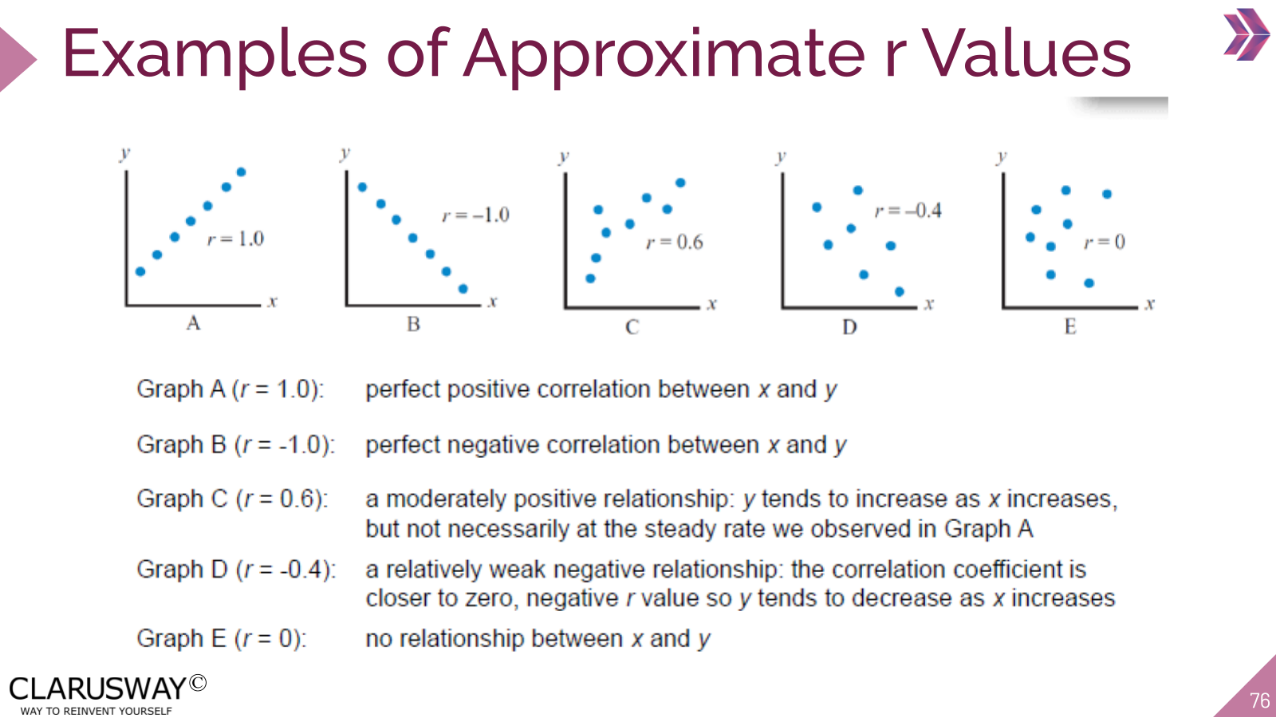 Examples of Approximate r Values
y
y
y
y
y
r = 1.0
r = –1.0
r = 0.6
r = –0.4
r = 0
x
x
x
x
x
A
B
C
D
E
Graph A (r = 1.0): perfect positive correlation between x and y
Graph B (r = -1.0): perfect negative correlation between x and y
Graph C (r = 0.6): a moderately positive relationship: y tends to increase as x increases,
but not necessarily at the steady rate we observed in Graph A
Graph D (r = -0.4): a relatively weak negative relationship: the correlation coefficient is
closer to zero, negative r value so y tends to decrease as x increases
Graph E (r = 0): no relationship between x and y
CLARUSWAY©
WAY TO REINVENT YOURSELF
76